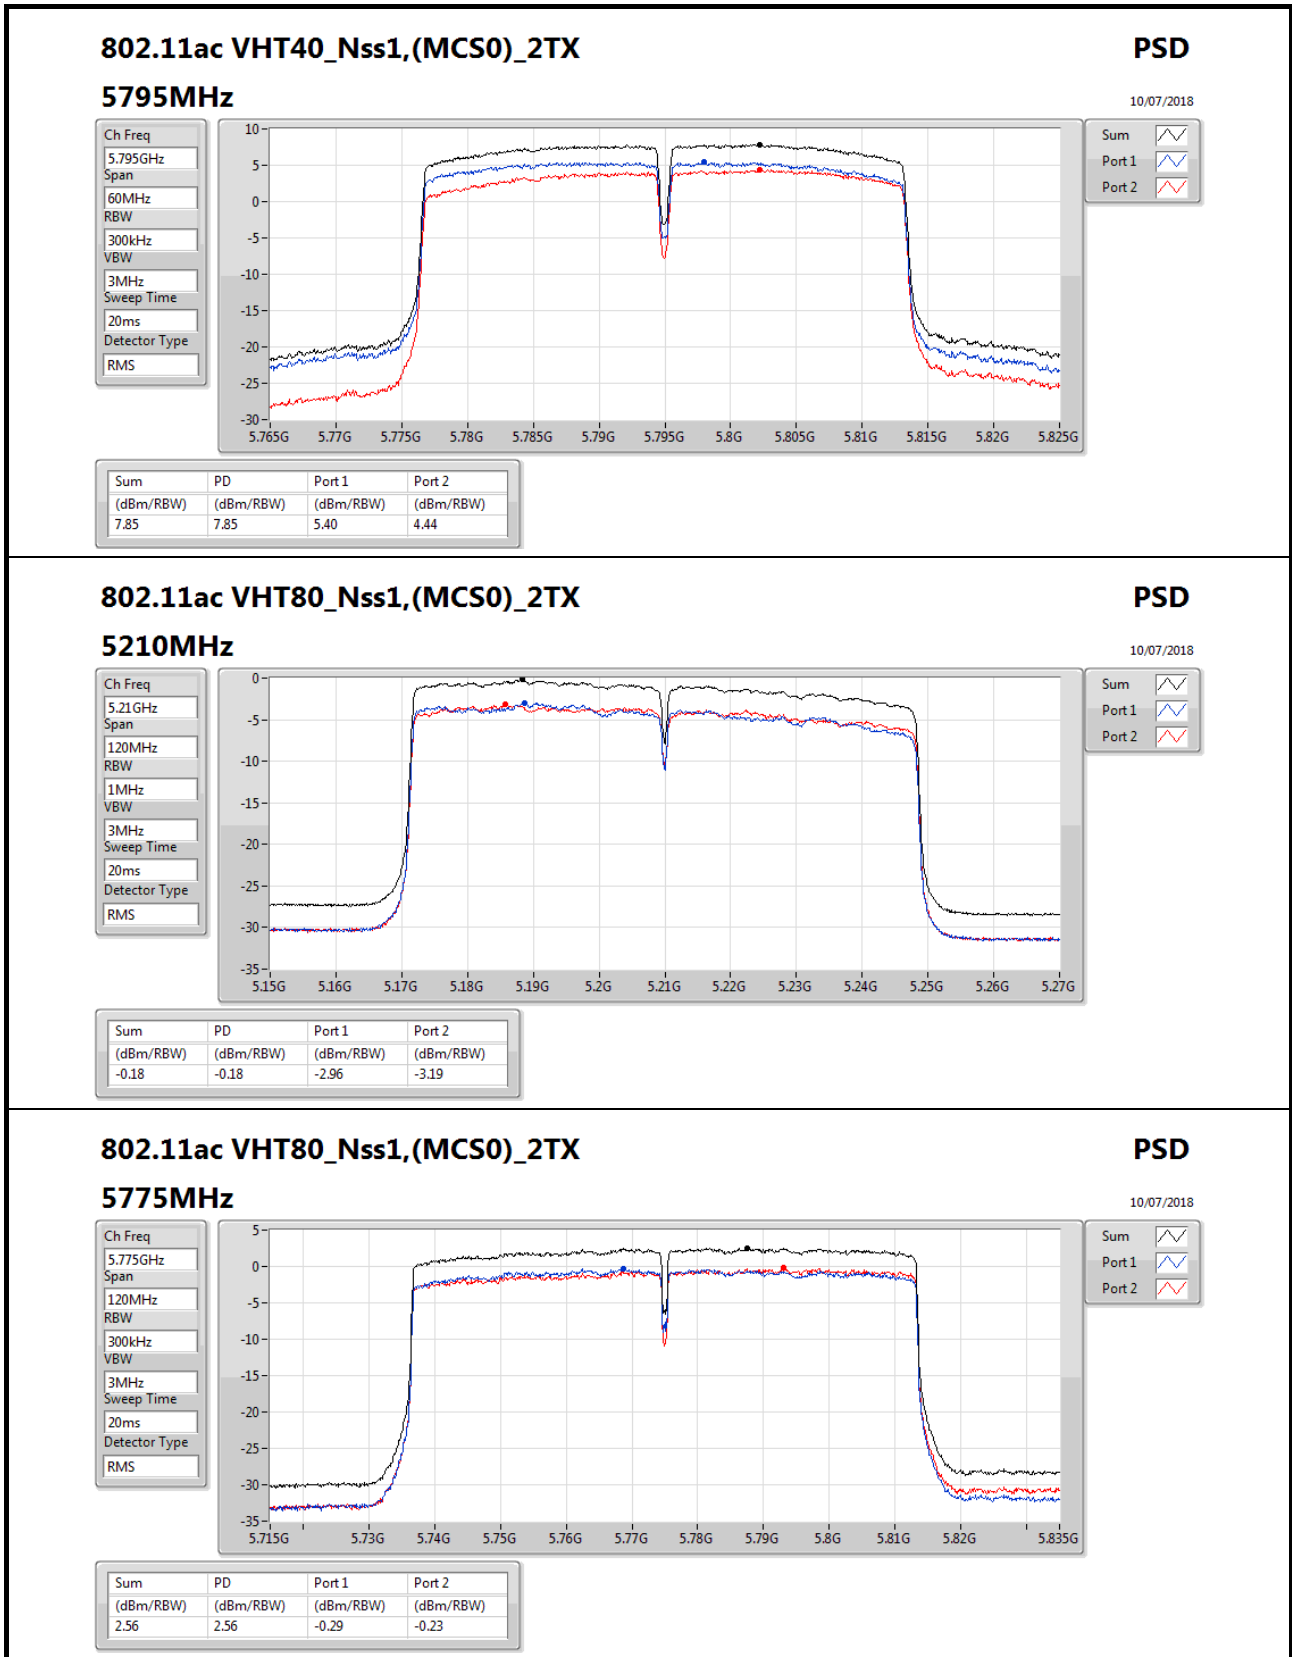 802.11ac VHT40_Nss1,(MCS0)_2TX PSD
5795MHz 10/07/2018
Ch Freq
5.795GHz
Span
60MHz
RBW
300kHz
VBW
3MHz
Sweep Time
20ms
Detector Type
RMS
10
5
0
-5
-10
-15
-20
-25
-30
5.765G 5.77G 5.775G 5.78G 5.785G 5.79G 5.795G 5.8G 5.805G 5.81G 5.815G 5.82G 5.825G
Sum
Port 1
Port 2
Sum PD Port 1 Port 2
(dBm/RBW) (dBm/RBW) (dBm/RBW) (dBm/RBW)
7.85 7.85 5.40 4.44
802.11ac VHT80_Nss1,(MCS0)_2TX PSD
5210MHz 10/07/2018
Ch Freq
5.21GHz
Span
120MHz
RBW
1MHz
VBW
3MHz
Sweep Time
20ms
Detector Type
RMS
0
-5
-10
-15
-20
-25
-30
-35
5.15G 5.16G 5.17G 5.18G 5.19G 5.2G 5.21G 5.22G 5.23G 5.24G 5.25G 5.26G 5.27G
Sum
Port 1
Port 2
Sum PD Port 1 Port 2
(dBm/RBW) (dBm/RBW) (dBm/RBW) (dBm/RBW)
-0.18 -0.18 -2.96 -3.19
802.11ac VHT80_Nss1,(MCS0)_2TX PSD
5775MHz 10/07/2018
Ch Freq
5.775GHz
Span
120MHz
RBW
300kHz
VBW
3MHz
Sweep Time
20ms
Detector Type
RMS
5
0
-5
-10
-15
-20
-25
-30
-35
5.715G 5.73G 5.74G 5.75G 5.76G 5.77G 5.78G 5.79G 5.8G 5.81G 5.82G 5.835G
Sum
Port 1
Port 2
Sum PD Port 1 Port 2
(dBm/RBW) (dBm/RBW) (dBm/RBW) (dBm/RBW)
2.56 2.56 -0.29 -0.23